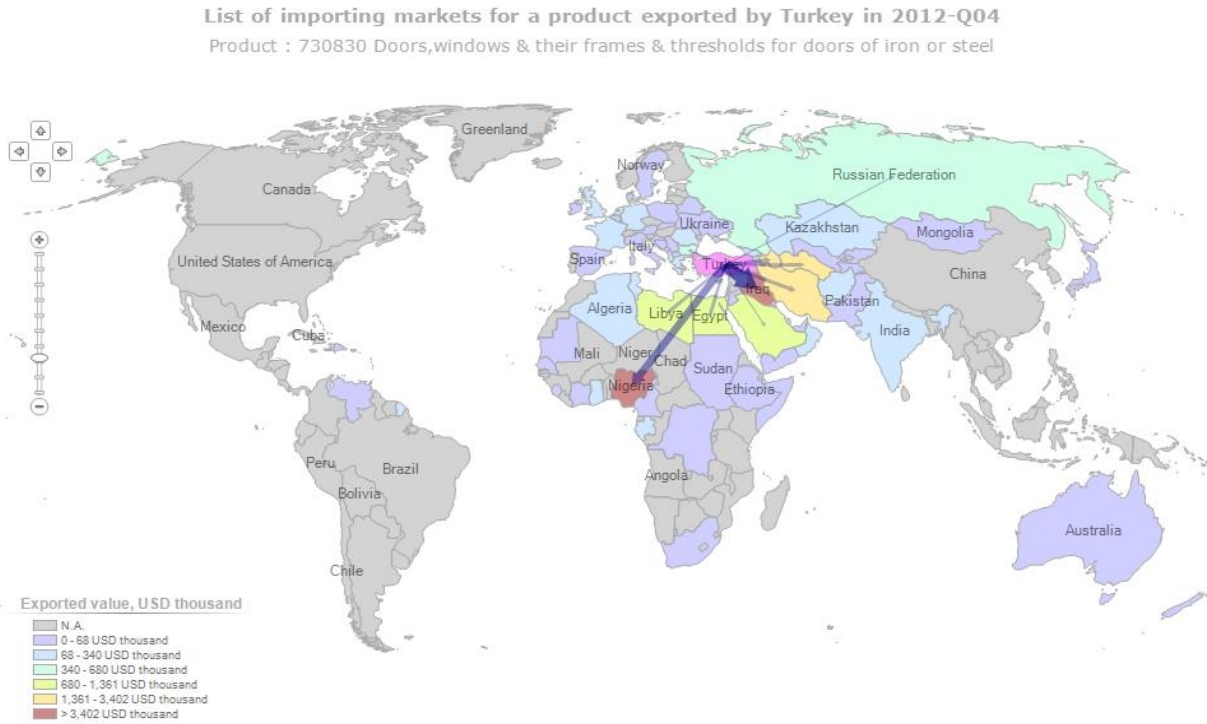 List of importing markets for a product exported by Turkey in 2012-Q04
Product : 730830 Doors,windows & their frames & thresholds for doors of iron or steel
Greenland
Norway
Canada
Russian Federation
Ukraine
Kazakhstan
Mongolia
Italy
Spain
United States of America
Turkey
China
Iraq
Pakistan
Algeria
Libya
Egypt
India
Mexico
Cuba
Mali
Niger
Chad
Sudan
Nigeria
Ethiopia
Peru
Brazil
Angola
Bolivia
Australia
Chile
Exported value, USD thousand
N.A.
0 - 68 USD thousand
68 - 340 USD thousand
340 - 680 USD thousand
680 - 1,361 USD thousand
1,361 - 3,402 USD thousand
> 3,402 USD thousand